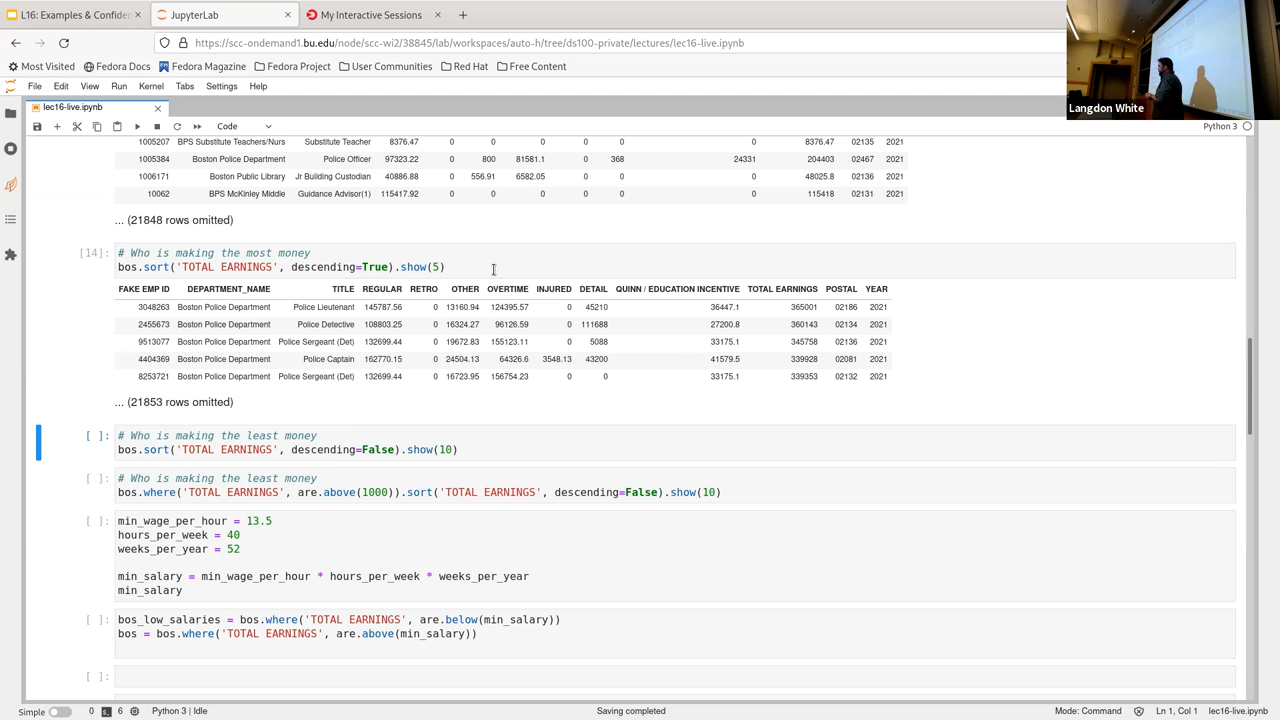 L16: Examples & Confiden
JupyterLab
My Interactive Sessions
https://scc-ondemand1.bu.edu/node/scc-wi2/38845/lab/workspaces/auto-h/tree/ds100-private/lectures/lec16-live.ipynb
Most Visited Fedora Docs Fedora Magazine Fedora Project User Communities Red Hat Free Content
File Edit View Run Kernel Tabs Settings Help
Langdon White
lec16-live.ipynb
Code
Python 3
1005207 BPS Substitute Teachers/Nurs Substitute Teacher 8376.47 0 0 0 0 0 0 8376.47 02135 2021
1005384 Boston Police Department Police Officer 97323.22 0 800 81581.1 0 368 24331 204403 02467 2021
1006171 Boston Public Library Jr Building Custodian 40886.88 0 556.91 6582.05 0 0 0 48025.8 02136 2021
10062 BPS McKinley Middle Guidance Advisor(1) 115417.92 0 0 0 0 0 0 115418 02131 2021
... (21848 rows omitted)
[14]: # Who is making the most money
bos.sort('TOTAL EARNINGS', descending=True).show(5)
FAKE EMP ID DEPARTMENT_NAME TITLE REGULAR RETRO OTHER OVERTIME INJURED DETAIL QUINN / EDUCATION INCENTIVE TOTAL EARNINGS POSTAL YEAR
3048263 Boston Police Department Police Lieutenant 145787.56 0 13160.94 124395.57 0 45210 36447.1 365001 02186 2021
2455673 Boston Police Department Police Detective 108803.25 0 16324.27 96126.59 0 111688 27200.8 360143 02134 2021
9513077 Boston Police Department Police Sergeant (Det) 132699.44 0 19672.83 155123.11 0 5088 33175.1 345758 02136 2021
4404369 Boston Police Department Police Captain 162770.15 0 24504.13 64326.6 3548.13 43200 41579.5 339928 02081 2021
8253721 Boston Police Department Police Sergeant (Det) 132699.44 0 16723.95 156754.23 0 0 33175.1 339353 02132 2021
... (21853 rows omitted)
[ ]: # Who is making the least money
bos.sort('TOTAL EARNINGS', descending=False).show(10)
[ ]: # Who is making the least money
bos.where('TOTAL EARNINGS', are.above(1000)).sort('TOTAL EARNINGS', descending=False).show(10)
[ ]: min_wage_per_hour = 13.5
hours_per_week = 40
weeks_per_year = 52
min_salary = min_wage_per_hour * hours_per_week * weeks_per_year
min_salary
[ ]: bos_low_salaries = bos.where('TOTAL EARNINGS', are.below(min_salary))
bos = bos.where('TOTAL EARNINGS', are.above(min_salary))
[ ]:
Simple 0 6 Python 3 | Idle Saving completed Mode: Command Ln 1, Col 1 lec16-live.ipynb